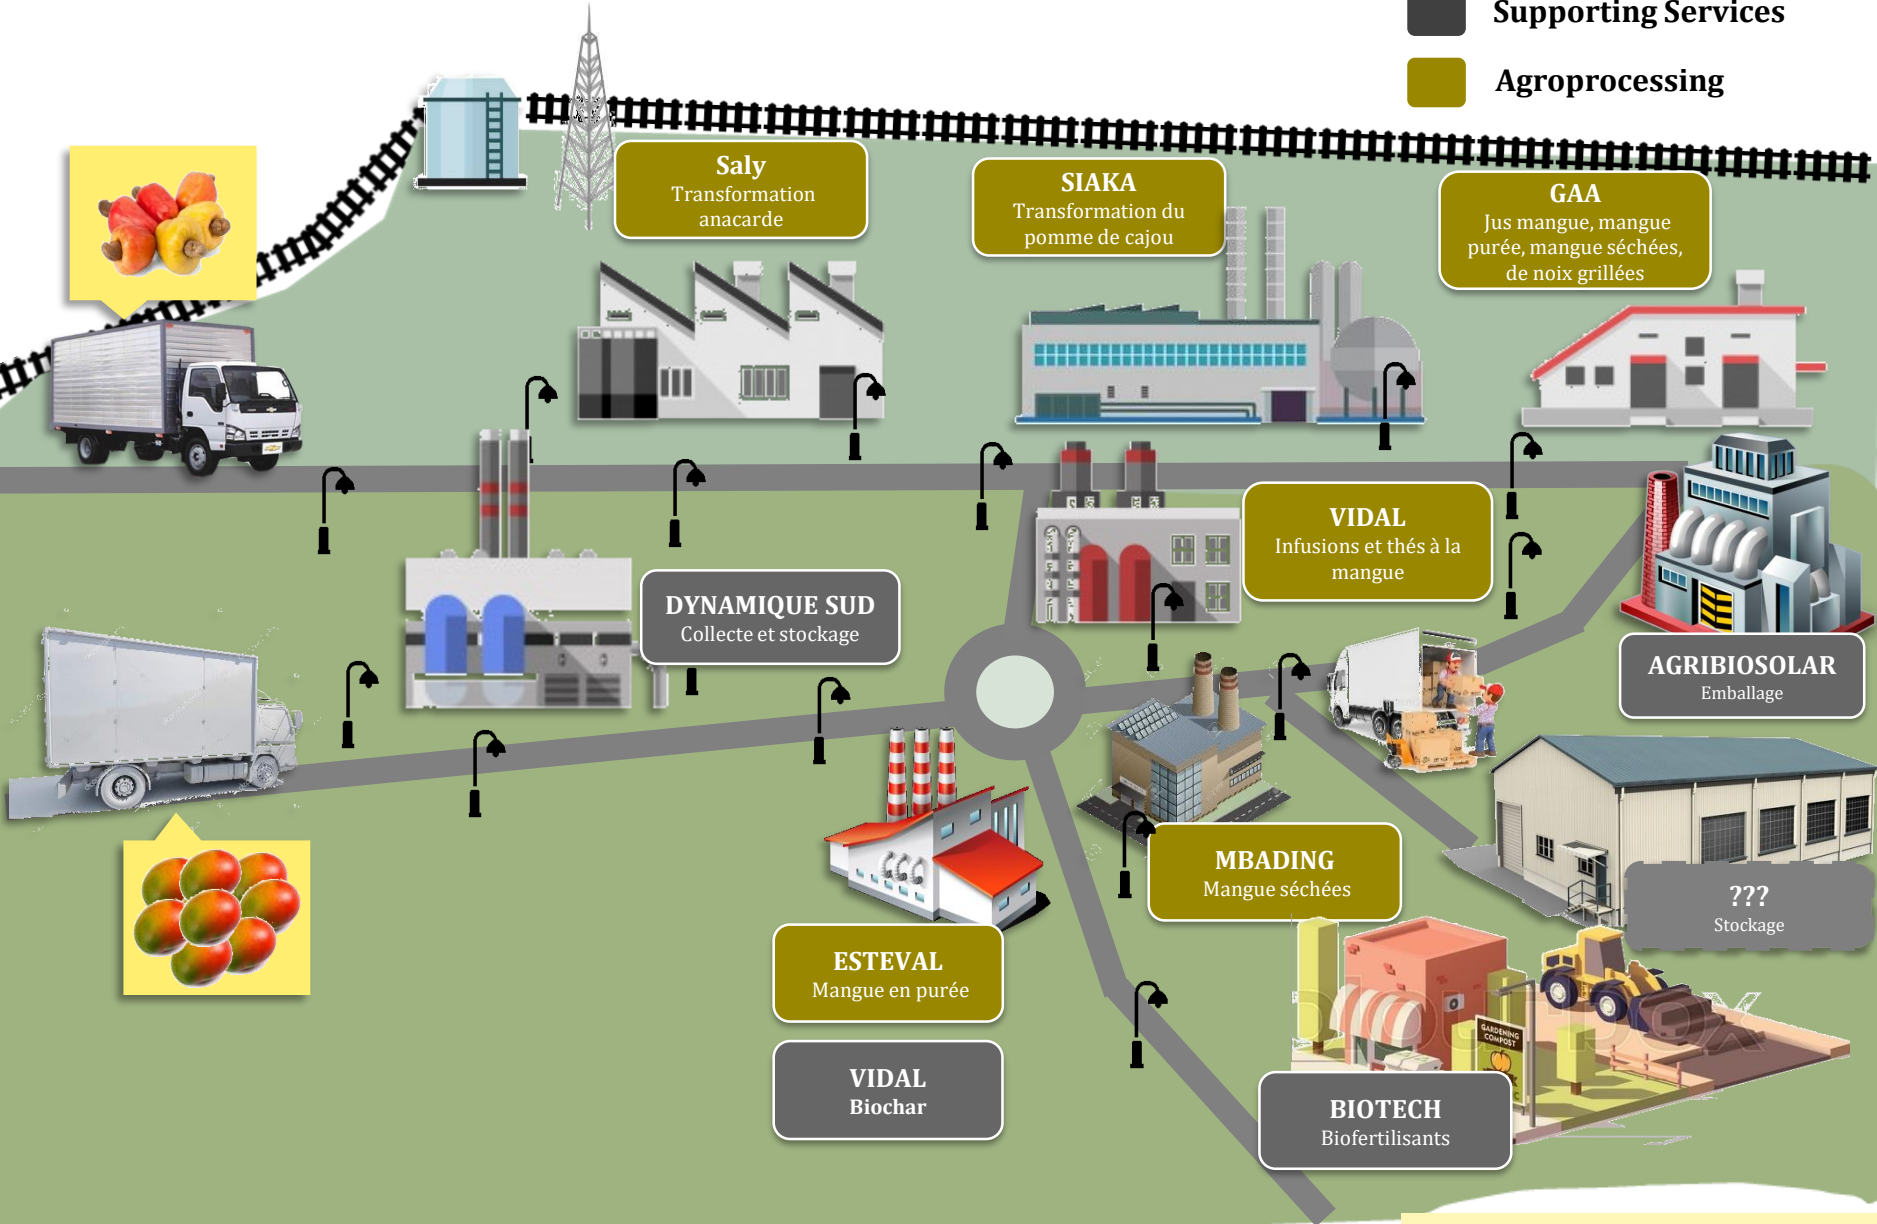 Supporting Services
Agroprocessing
Saly
Transformation
anacarde
SIAKA
Transformation du
pomme de cajou
GAA
Jus mangue, mangue
purée, mangue séchées,
de noix grillées
VIDAL
Infusions et thés à la
mangue
DYNAMIQUE SUD
Collecte et stockage
AGRIBIOSOLAR
Emballage
MBADING
Mangue séchées
???
Stockage
ESTEVAL
Mangue en purée
VIDAL
Biochar
GARDENING
COMPOST
BIOTECH
Biofertilisants